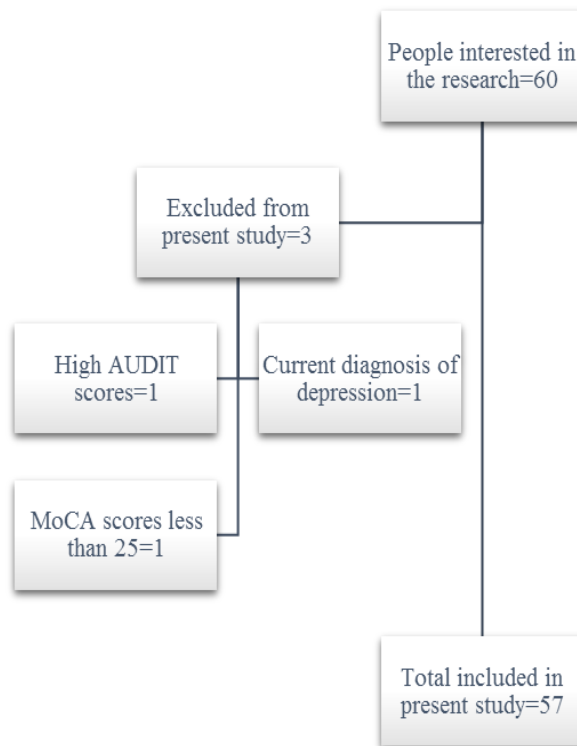 People interested in
the research=60
Excluded from
present study=3
High AUDIT
scores=1
Current diagnosis of
depression=1
MoCA scores less
than 25=1
Total included in
present study=57